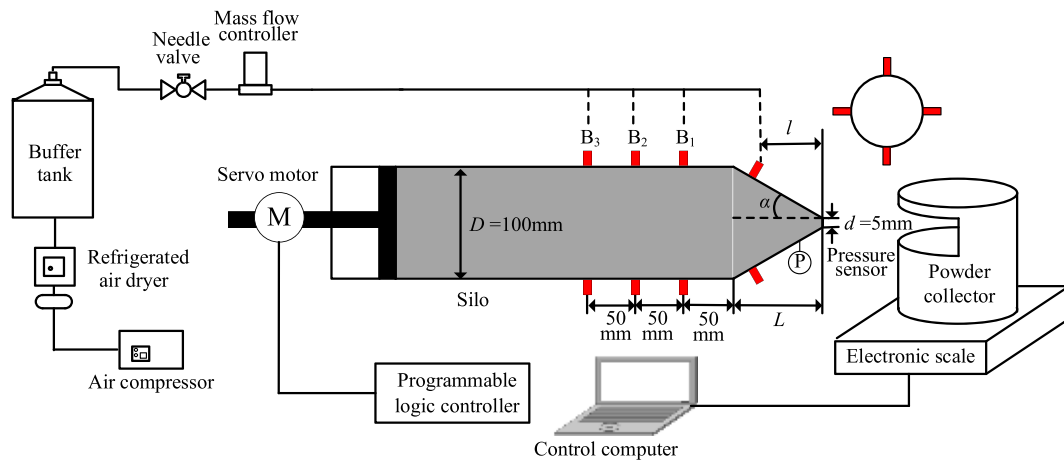 Mass flow
controller
Needle
valve
Buffer
tank
B3
B2
B1
l
Servo motor
M
D = 100mm
α
d = 5mm
Pressure
sensor
P
Powder
collector
Refrigerated
air dryer
Silo
50
mm
50
mm
50
mm
L
Electronic scale
Air compressor
Programmable
logic controller
Control computer